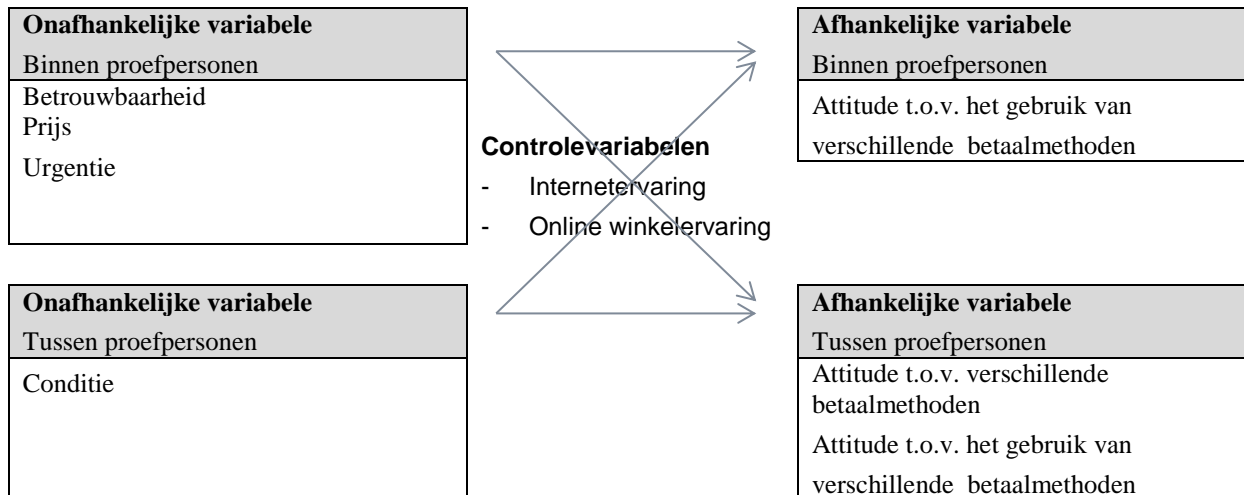 Onafhankelijke variabele
Binnen proefpersonen
Betrouwbaarheid
Prijs
Urgentie
Controlevariabelen
- Internetervaring
- Online winkelervaring
Afhankelijke variabele
Binnen proefpersonen
Attitude t.o.v. het gebruik van
verschillende betaalmethoden
Onafhankelijke variabele
Tussen proefpersonen
Conditie
Afhankelijke variabele
Tussen proefpersonen
Attitude t.o.v. verschillende
betaalmethoden
Attitude t.o.v. het gebruik van
verschillende betaalmethoden